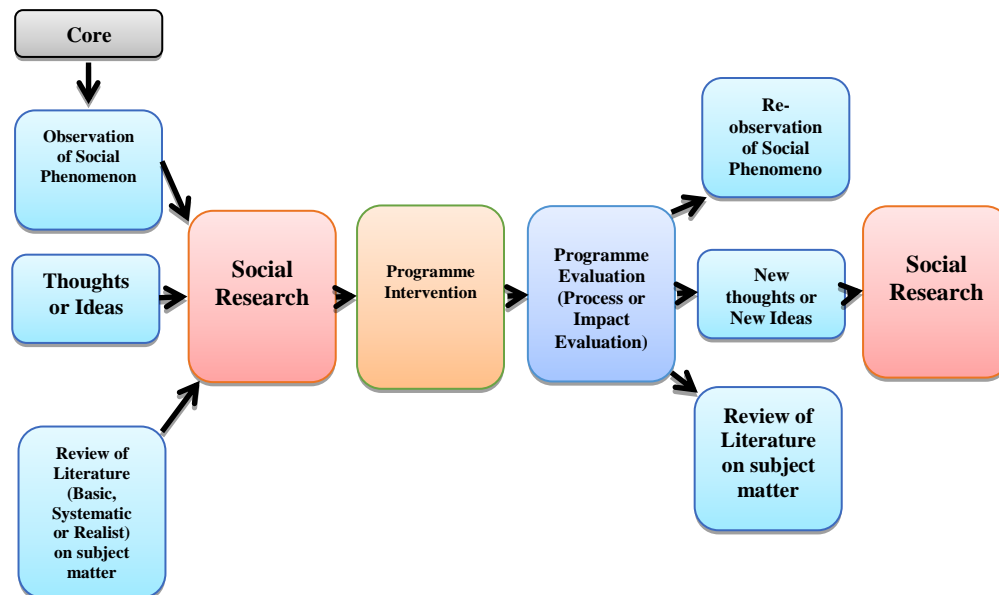 Core
Observation
of Social
Phenomenon
Thoughts
or Ideas
Review of
Literature
(Basic,
Systematic
or Realist)
on subject
matter
Social
Research
Programme
Intervention
Programme
Evaluation
(Process or
Impact
Evaluation)
Re-
observation
of Social
Phenomeno
New
thoughts or
New Ideas
Review of
Literature
on subject
matter
Social
Research